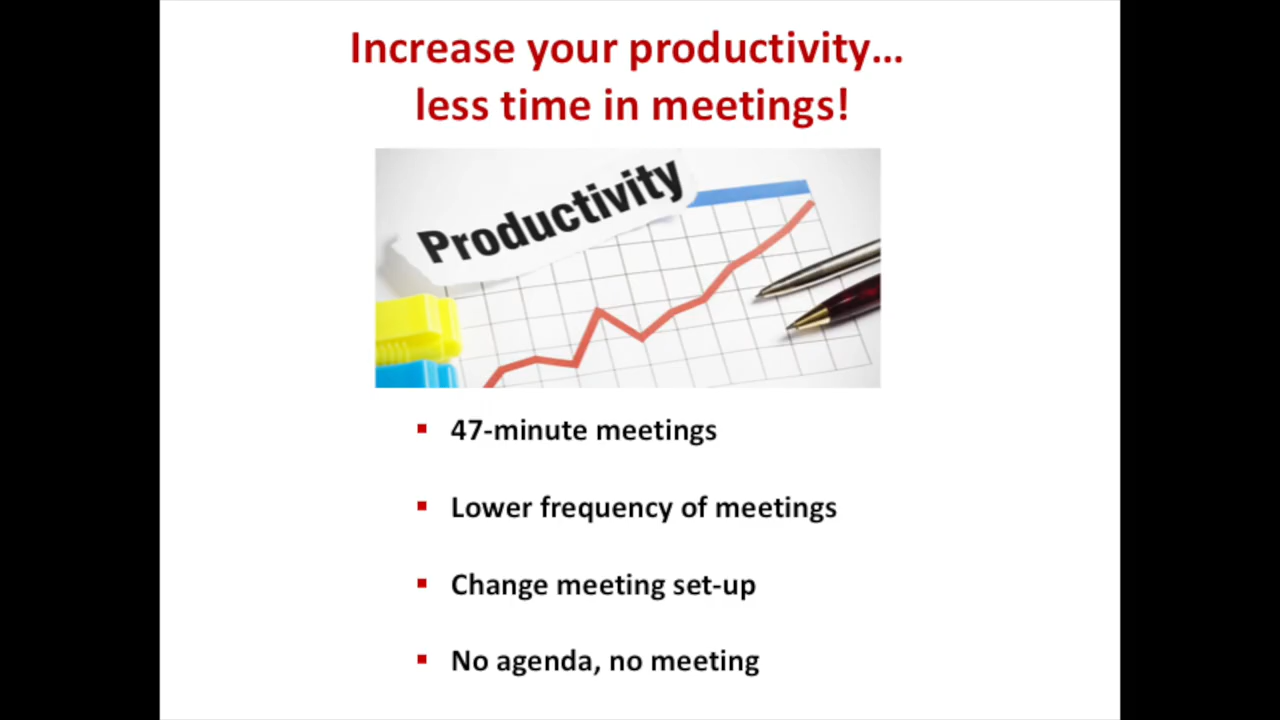 Increase your productivity…
less time in meetings!
Productivity
▪ 47-minute meetings
▪ Lower frequency of meetings
▪ Change meeting set-up
▪ No agenda, no meeting